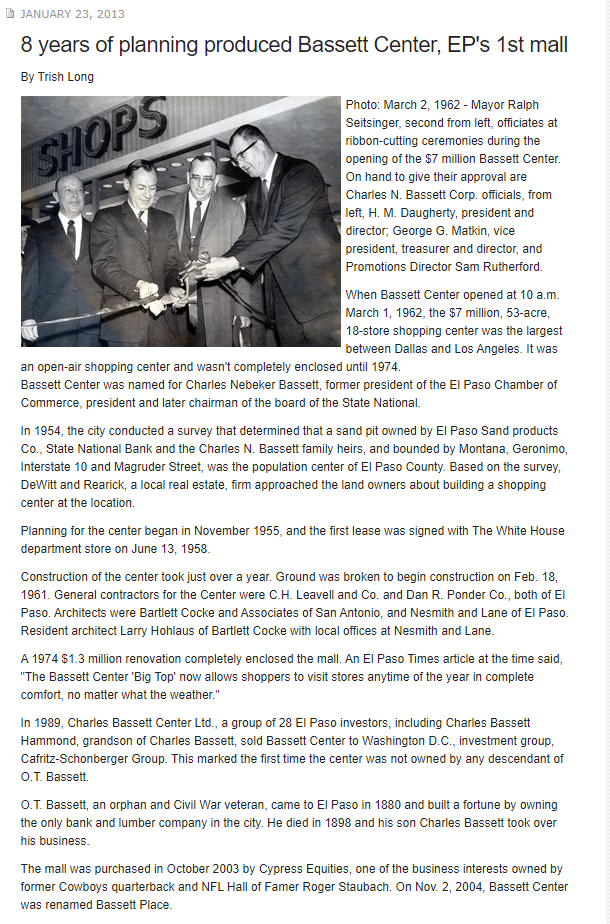 JANUARY 23, 2013
8 years of planning produced Bassett Center, EP's 1st mall
By Trish Long
SHOPS
Photo: March 2, 1962 - Mayor Ralph
Seitsinger, second from left, officiates at
ribbon-cutting ceremonies during the
opening of the $7 million Bassett Center.
On hand to give their approval are
Charles N. Bassett Corp. officials, from
left, H. M. Daugherty, president and
director; George G. Matkin, vice
president, treasurer and director, and
Promotions Director Sam Rutherford.
When Bassett Center opened at 10 a.m.
March 1, 1962, the $7 million, 53-acre,
18-store shopping center was the largest
between Dallas and Los Angeles. It was
an open-air shopping center and wasn't completely enclosed until 1974.
Bassett Center was named for Charles Nebeker Bassett, former president of the El Paso Chamber of
Commerce, president and later chairman of the board of the State National.
In 1954, the city conducted a survey that determined that a sand pit owned by El Paso Sand products
Co., State National Bank and the Charles N. Bassett family heirs, and bounded by Montana, Geronimo,
Interstate 10 and Magruder Street, was the population center of El Paso County. Based on the survey,
DeWitt and Rearick, a local real estate, firm approached the land owners about building a shopping
center at the location.
Planning for the center began in November 1955, and the first lease was signed with The White House
department store on June 13, 1958.
Construction of the center took just over a year. Ground was broken to begin construction on Feb. 18,
1961. General contractors for the Center were C.H. Leavell and Co. and Dan R. Ponder Co., both of El
Paso. Architects were Bartlett Cocke and Associates of San Antonio, and Nesmith and Lane of El Paso.
Resident architect Larry Hohlaus of Bartlett Cocke with local offices at Nesmith and Lane.
A 1974 $1.3 million renovation completely enclosed the mall. An El Paso Times article at the time said,
"The Bassett Center 'Big Top' now allows shoppers to visit stores anytime of the year in complete
comfort, no matter what the weather."
In 1989, Charles Bassett Center Ltd., a group of 28 El Paso investors, including Charles Bassett
Hammond, grandson of Charles Bassett, sold Bassett Center to Washington D.C., investment group,
Cafritz-Schonberger Group. This marked the first time the center was not owned by any descendant of
O.T. Bassett.
O.T. Bassett, an orphan and Civil War veteran, came to El Paso in 1880 and built a fortune by owning
the only bank and lumber company in the city. He died in 1898 and his son Charles Bassett took over
his business.
The mall was purchased in October 2003 by Cypress Equities, one of the business interests owned by
former Cowboys quarterback and NFL Hall of Famer Roger Staubach. On Nov. 2, 2004, Bassett Center
was renamed Bassett Place.